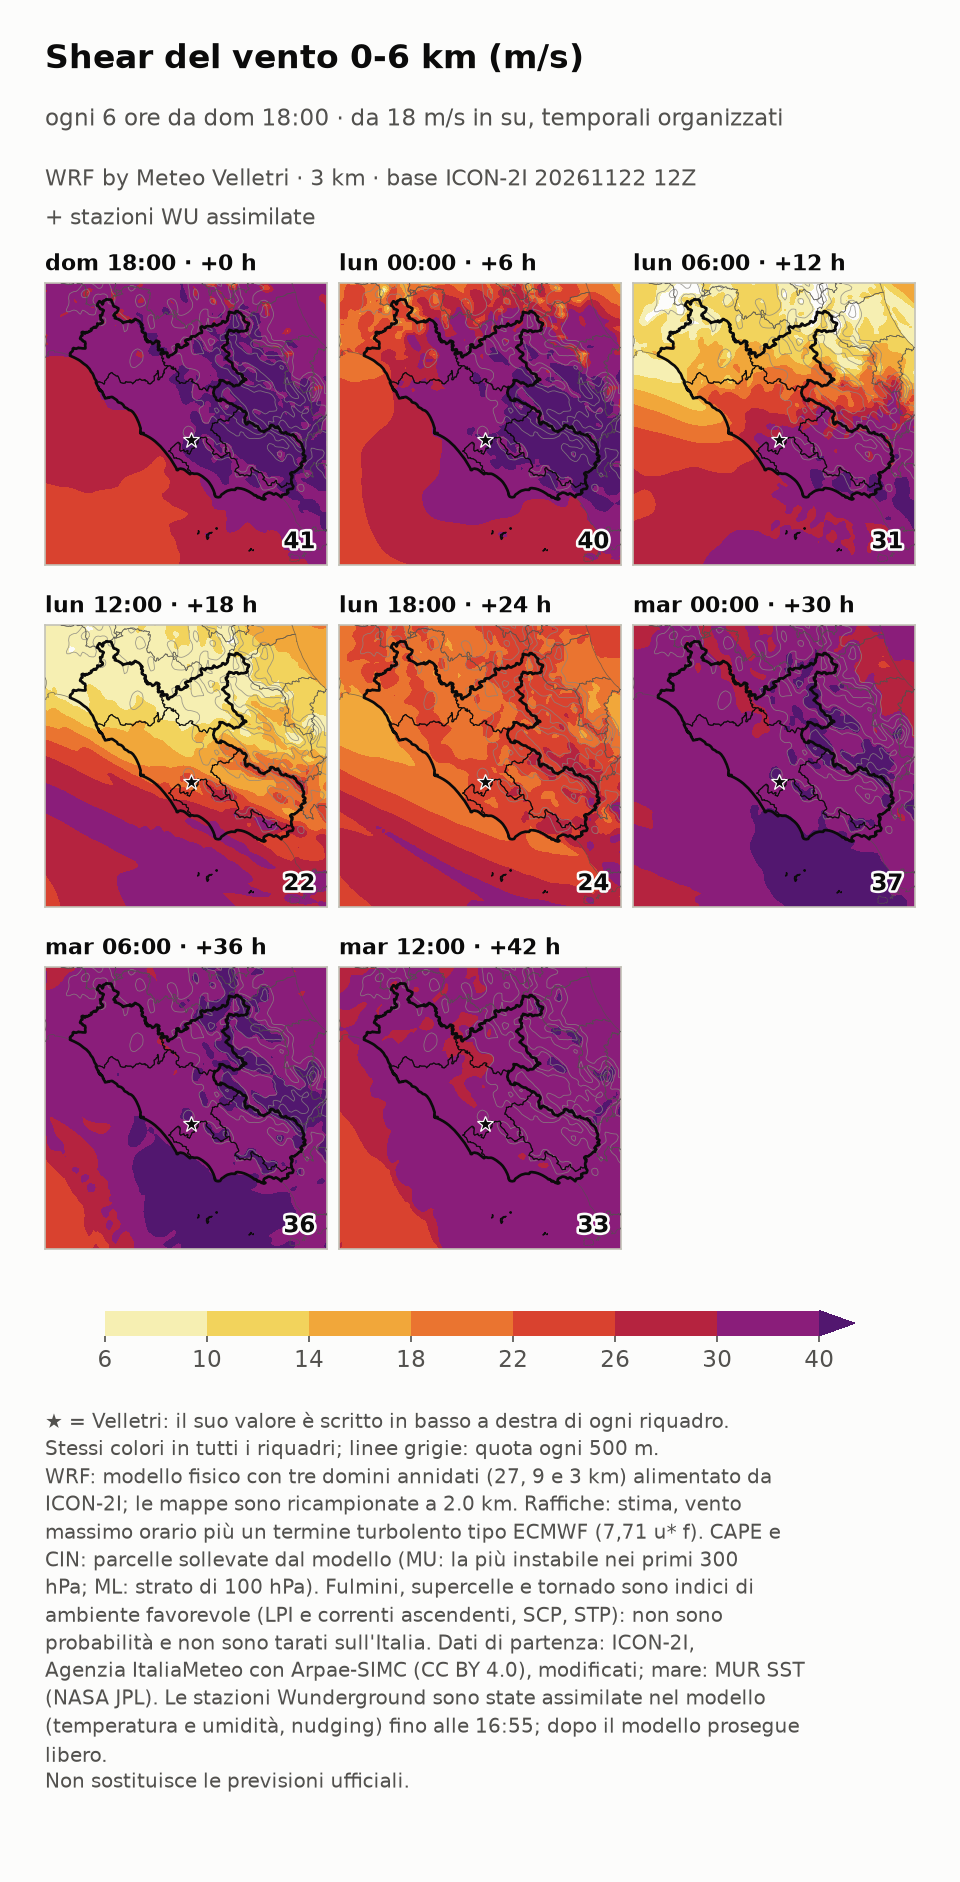 Shear del vento 0-6 km (m/s)
ogni 6 ore da dom 18:00 · da 18 m/s in su, temporali organizzati
WRF by Meteo Velletri · 3 km · base ICON-2I 20261122 12Z
+ stazioni WU assimilate
dom 18:00 · +0 h
lun 00:00 · +6 h
lun 06:00 · +12 h
41
40
31
lun 12:00 · +18 h
lun 18:00 · +24 h
mar 00:00 · +30 h
22
24
37
mar 06:00 · +36 h
mar 12:00 · +42 h
36
33
6 10 14 18 22 26 30 40
★ = Velletri: il suo valore è scritto in basso a destra di ogni riquadro.
Stessi colori in tutti i riquadri; linee grigie: quota ogni 500 m.
WRF: modello fisico con tre domini annidati (27, 9 e 3 km) alimentato da
ICON-2I; le mappe sono ricampionate a 2.0 km. Raffiche: stima, vento
massimo orario più un termine turbolento tipo ECMWF (7,71 u* f). CAPE e
CIN: parcelle sollevate dal modello (MU: la più instabile nei primi 300
hPa; ML: strato di 100 hPa). Fulmini, supercelle e tornado sono indici di
ambiente favorevole (LPI e correnti ascendenti, SCP, STP): non sono
probabilità e non sono tarati sull'Italia. Dati di partenza: ICON-2I,
Agenzia ItaliaMeteo con Arpae-SIMC (CC BY 4.0), modificati; mare: MUR SST
(NASA JPL). Le stazioni Wunderground sono state assimilate nel modello
(temperatura e umidità, nudging) fino alle 16:55; dopo il modello prosegue
libero.
Non sostituisce le previsioni ufficiali.